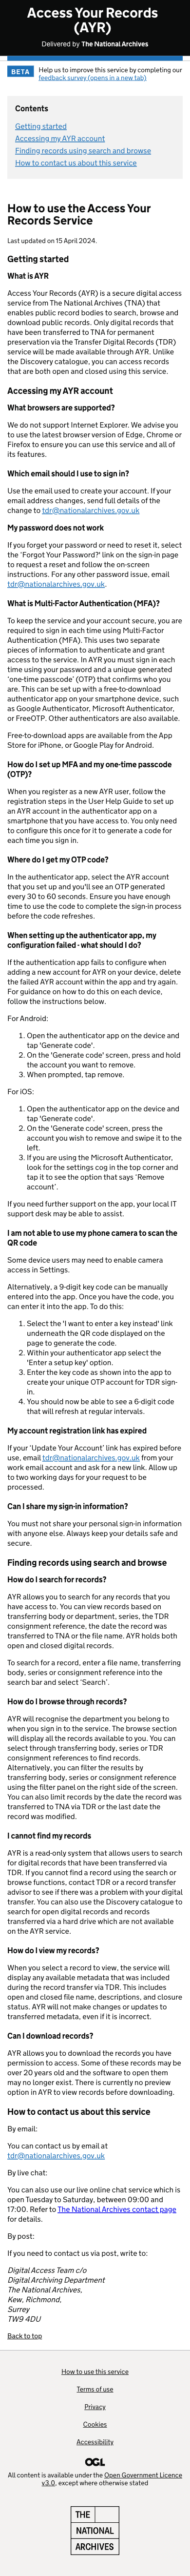 Access Your Records
(AYR)
Delivered by The National Archives
BETA
Help us to improve this service by completing our
feedback survey (opens in a new tab)
Contents
Getting started
Accessing my AYR account
Finding records using search and browse
How to contact us about this service
How to use the Access Your
Records Service
Last updated on 15 April 2024.
Getting started
What is AYR
Access Your Records (AYR) is a secure digital access
service from The National Archives (TNA) that
enables public record bodies to search, browse and
download public records. Only digital records that
have been transferred to TNA for permanent
preservation via the Transfer Digital Records (TDR)
service will be made available through AYR. Unlike
the Discovery catalogue, you can access records
that are both open and closed using this service.
Accessing my AYR account
What browsers are supported?
We do not support Internet Explorer. We advise you
to use the latest browser version of Edge, Chrome or
Firefox to ensure you can use this service and all of
its features.
Which email should I use to sign in?
Use the email used to create your account. If your
email address changes, send full details of the
change to tdr@nationalarchives.gov.uk
My password does not work
If you forget your password or need to reset it, select
the 'Forgot Your Password?' link on the sign-in page
to request a reset and follow the on-screen
instructions. For any other password issue, email
tdr@nationalarchives.gov.uk.
What is Multi-Factor Authentication (MFA)?
To keep the service and your account secure, you are
required to sign in each time using Multi-Factor
Authentication (MFA). This uses two separate
pieces of information to authenticate and grant
access to the service. In AYR you must sign in using
an email and password, and a computer generated
'one-time passcode' (OTP) that confirms that you
are you. This can be set up with a free-to-download
authenticator app on your smartphone device, such
as Google Authenticator, Microsoft Authenticator,
or FreeOTP. Other authenticators are also available.
Free-to-download apps are available from the App
Store for iPhone, or Google Play for Android.
How do I set up MFA and my one-time passcode
(OTP)?
When you register as a new AYR user, follow the
registration steps in the User Help Guide to set up
an AYR account in the authenticator app on a
smartphone that you have access to. You only need
to configure this once for it to generate a code for
each time you sign in.
Where do I get my OTP code?
In the authenticator app, select the AYR account
that you set up and you'll see an OTP generated
every 30 to 60 seconds. Ensure you have enough
time to use the code to complete the sign-in process
before the code refreshes.
When setting up the authenticator app, my
configuration failed - what should I do?
If the authentication app fails to configure when
adding a new account for AYR on your device, delete
the failed AYR account within the app and try again.
For guidance on how to do this on each device,
follow the instructions below.
For Android:
1. Open the authenticator app on the device and
tap 'Generate code'.
2. On the 'Generate code' screen, press and hold
the account you want to remove.
3. When prompted, tap remove.
For iOS:
1. Open the authenticator app on the device and
tap 'Generate code'.
2. On the 'Generate code' screen, press the
account you wish to remove and swipe it to the
left.
3. If you are using the Microsoft Authenticator,
look for the settings cog in the top corner and
tap it to see the option that says 'Remove
account'.
If you need further support on the app, your local IT
support desk may be able to assist.
I am not able to use my phone camera to scan the
QR code
Some device users may need to enable camera
access in Settings.
Alternatively, a 9-digit key code can be manually
entered into the app. Once you have the code, you
can enter it into the app. To do this:
1. Select the 'I want to enter a key instead' link
underneath the QR code displayed on the
page to generate the code.
2. Within your authenticator app select the
'Enter a setup key' option.
3. Enter the key code as shown into the app to
create your unique OTP account for TDR sign-
in.
4. You should now be able to see a 6-digit code
that will refresh at regular intervals.
My account registration link has expired
If your 'Update Your Account' link has expired before
use, email tdr@nationalarchives.gov.uk from your
work email account and ask for a new link. Allow up
to two working days for your request to be
processed.
Can I share my sign-in information?
You must not share your personal sign-in information
with anyone else. Always keep your details safe and
secure.
Finding records using search and browse
How do I search for records?
AYR allows you to search for any records that you
have access to. You can view records based on
transferring body or department, series, the TDR
consignment reference, the date the record was
transferred to TNA or the file name. AYR holds both
open and closed digital records.
To search for a record, enter a file name, transferring
body, series or consignment reference into the
search bar and select 'Search'.
How do I browse through records?
AYR will recognise the department you belong to
when you sign in to the service. The browse section
will display all the records available to you. You can
select through transferring body, series or TDR
consignment references to find records.
Alternatively, you can filter the results by
transferring body, series or consignment reference
using the filter panel on the right side of the screen.
You can also limit records by the date the record was
transferred to TNA via TDR or the last date the
record was modified.
I cannot find my records
AYR is a read-only system that allows users to search
for digital records that have been transferred via
TDR. If you cannot find a record using the search or
browse functions, contact TDR or a record transfer
advisor to see if there was a problem with your digital
transfer. You can also use the Discovery catalogue to
search for open digital records and records
transferred via a hard drive which are not available
on the AYR service.
How do I view my records?
When you select a record to view, the service will
display any available metadata that was included
during the record transfer via TDR. This includes
open and closed file name, descriptions, and closure
status. AYR will not make changes or updates to
transferred metadata, even if it is incorrect.
Can I download records?
AYR allows you to download the records you have
permission to access. Some of these records may be
over 20 years old and the software to open them
may no longer exist. There is currently no preview
option in AYR to view records before downloading.
How to contact us about this service
By email:
You can contact us by email at
tdr@nationalarchives.gov.uk
By live chat:
You can also use our live online chat service which is
open Tuesday to Saturday, between 09:00 and
17:00. Refer to The National Archives contact page
for details.
By post:
If you need to contact us via post, write to:
Digital Access Team c/o
Digital Archiving Department
The National Archives,
Kew, Richmond,
Surrey
TW9 4DU
Back to top
How to use this service
Terms of use
Privacy
Cookies
Accessibility
OGL
All content is available under the Open Government Licence
v3.0, except where otherwise stated
THE
NATIONAL
ARCHIVES